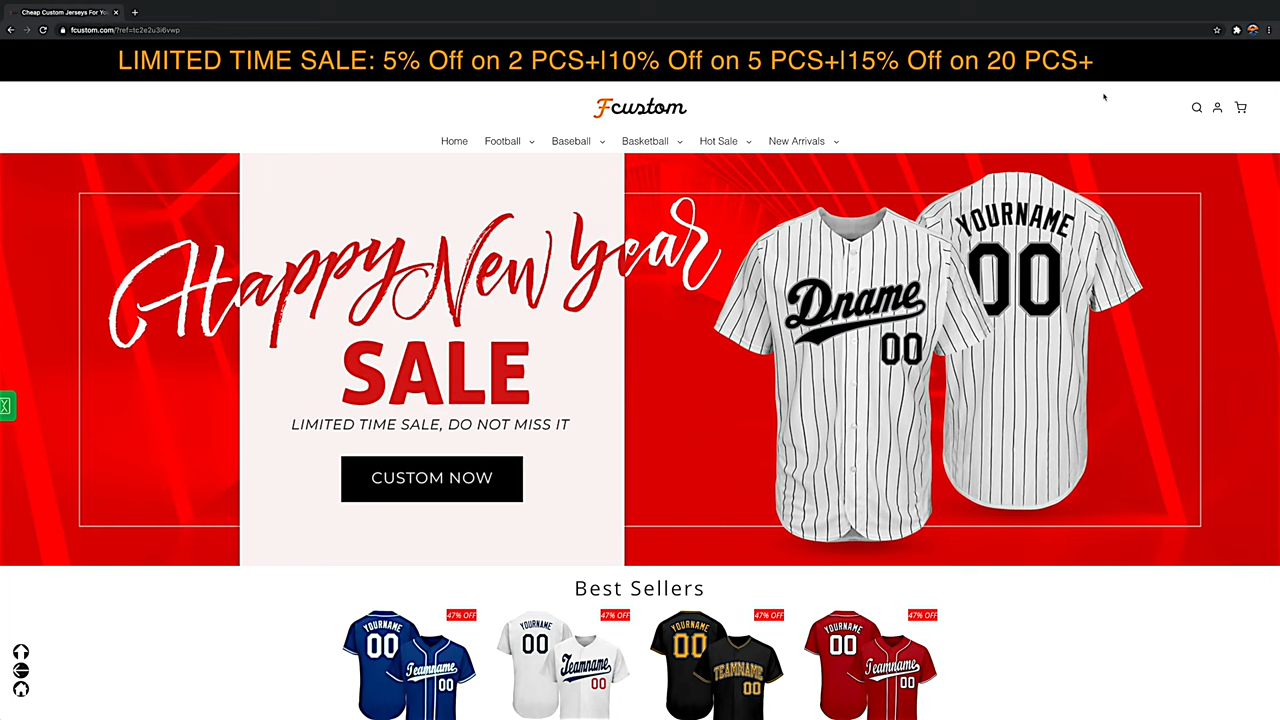 Cheap Custom Jerseys For Yo
fcustom.com/?ref=tc2e2u3i6vwp
LIMITED TIME SALE: 5% Off on 2 PCS+|10% Off on 5 PCS+|15% Off on 20 PCS+
Fcustom
Home Football Baseball Basketball Hot Sale New Arrivals
Happy New Year
SALE
LIMITED TIME SALE, DO NOT MISS IT
CUSTOM NOW
YOURNAME
00
Dname
00
Best Sellers
47% OFF 47% OFF 47% OFF 47% OFF
YOURNAME YOURNAME YOURNAME YOURNAME
00 00 00 00
Teamname Teamname TEAMNAME Teamname
00 00 00 00